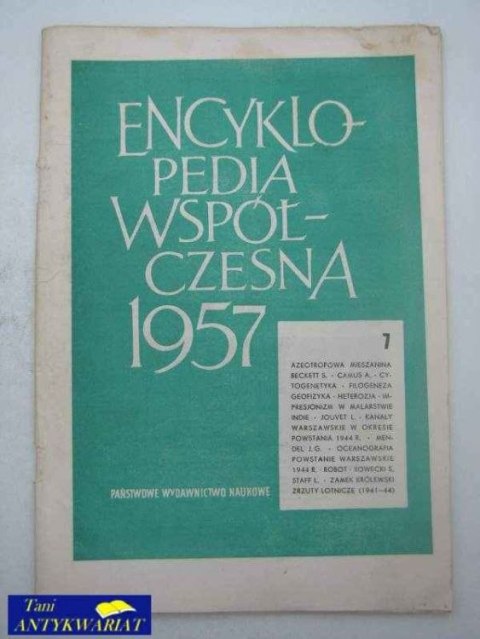 ENCYKLO-
PEDIA
WSPÓŁ-
CZESNA
1957
7
AZEOTROPOWA MIESZANINA
BECKETT S. - CAMUS A. - CY-
TOGENETYKA - FILOGENEZA
GEOFIZYKA - HETEROZJA - IM-
PRESJONIZM W MALARSTWIE
INDIE - JOUVET L. - KANAŁY
WARSZAWSKIE W OKRESIE
POWSTANIA 1944 R. - MEN-
DEL J.G. - OCEANOGRAFIA
POWSTANIE WARSZAWSKIE
1944 R. ROBOT - ROWECKI S.
STAFF L. - ZAMEK KRÓLEWSKI
ZRZUTY LOTNICZE (1941-44)
PAŃSTWOWE WYDAWNICTWO NAUKOWE
Tani
ANTYKWARIAT